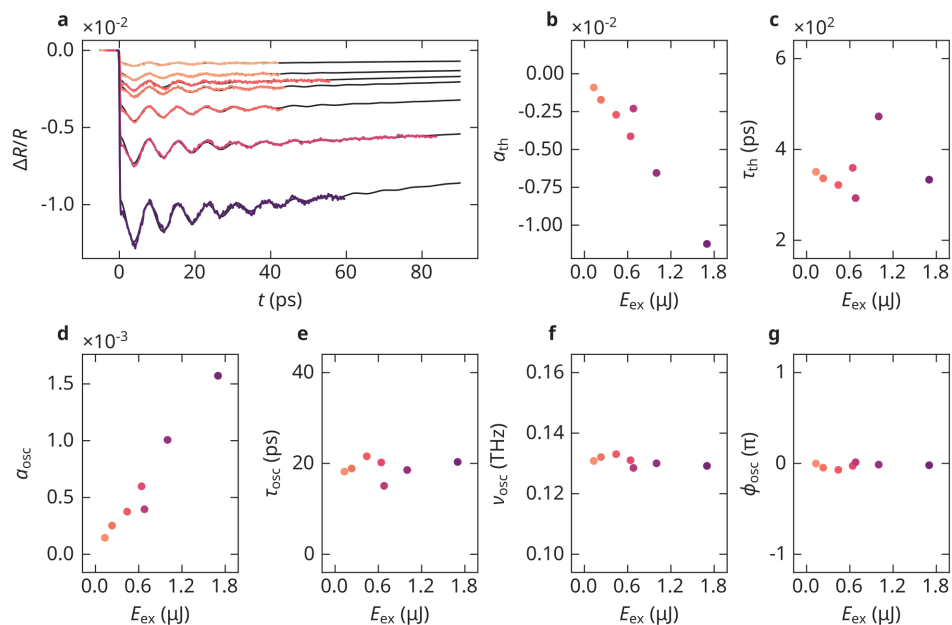 a
×10⁻²
0.0
-0.5
-1.0
ΔR/R
0 20 40 60 80
t (ps)
b
×10⁻²
0.00
-0.25
-0.50
-0.75
-1.00
α_th
0.0 0.6 1.2 1.8
E_ex (μJ)
c
×10²
6
4
2
τ_th (ps)
0.0 0.6 1.2 1.8
E_ex (μJ)
d
×10⁻³
1.5
1.0
0.5
0.0
α_osc
0.0 0.6 1.2 1.8
E_ex (μJ)
e
40
20
0
τ_osc (ps)
0.0 0.6 1.2 1.8
E_ex (μJ)
f
0.16
0.14
0.12
0.10
ν_osc (THz)
0.0 0.6 1.2 1.8
E_ex (μJ)
g
1
0
-1
ϕ_osc (π)
0.0 0.6 1.2 1.8
E_ex (μJ)